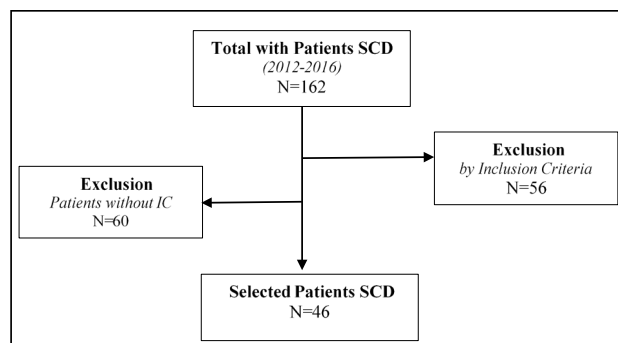 Total with Patients SCD
(2012-2016)
N=162
Exclusion
by Inclusion Criteria
N=56
Exclusion
Patients without IC
N=60
Selected Patients SCD
N=46